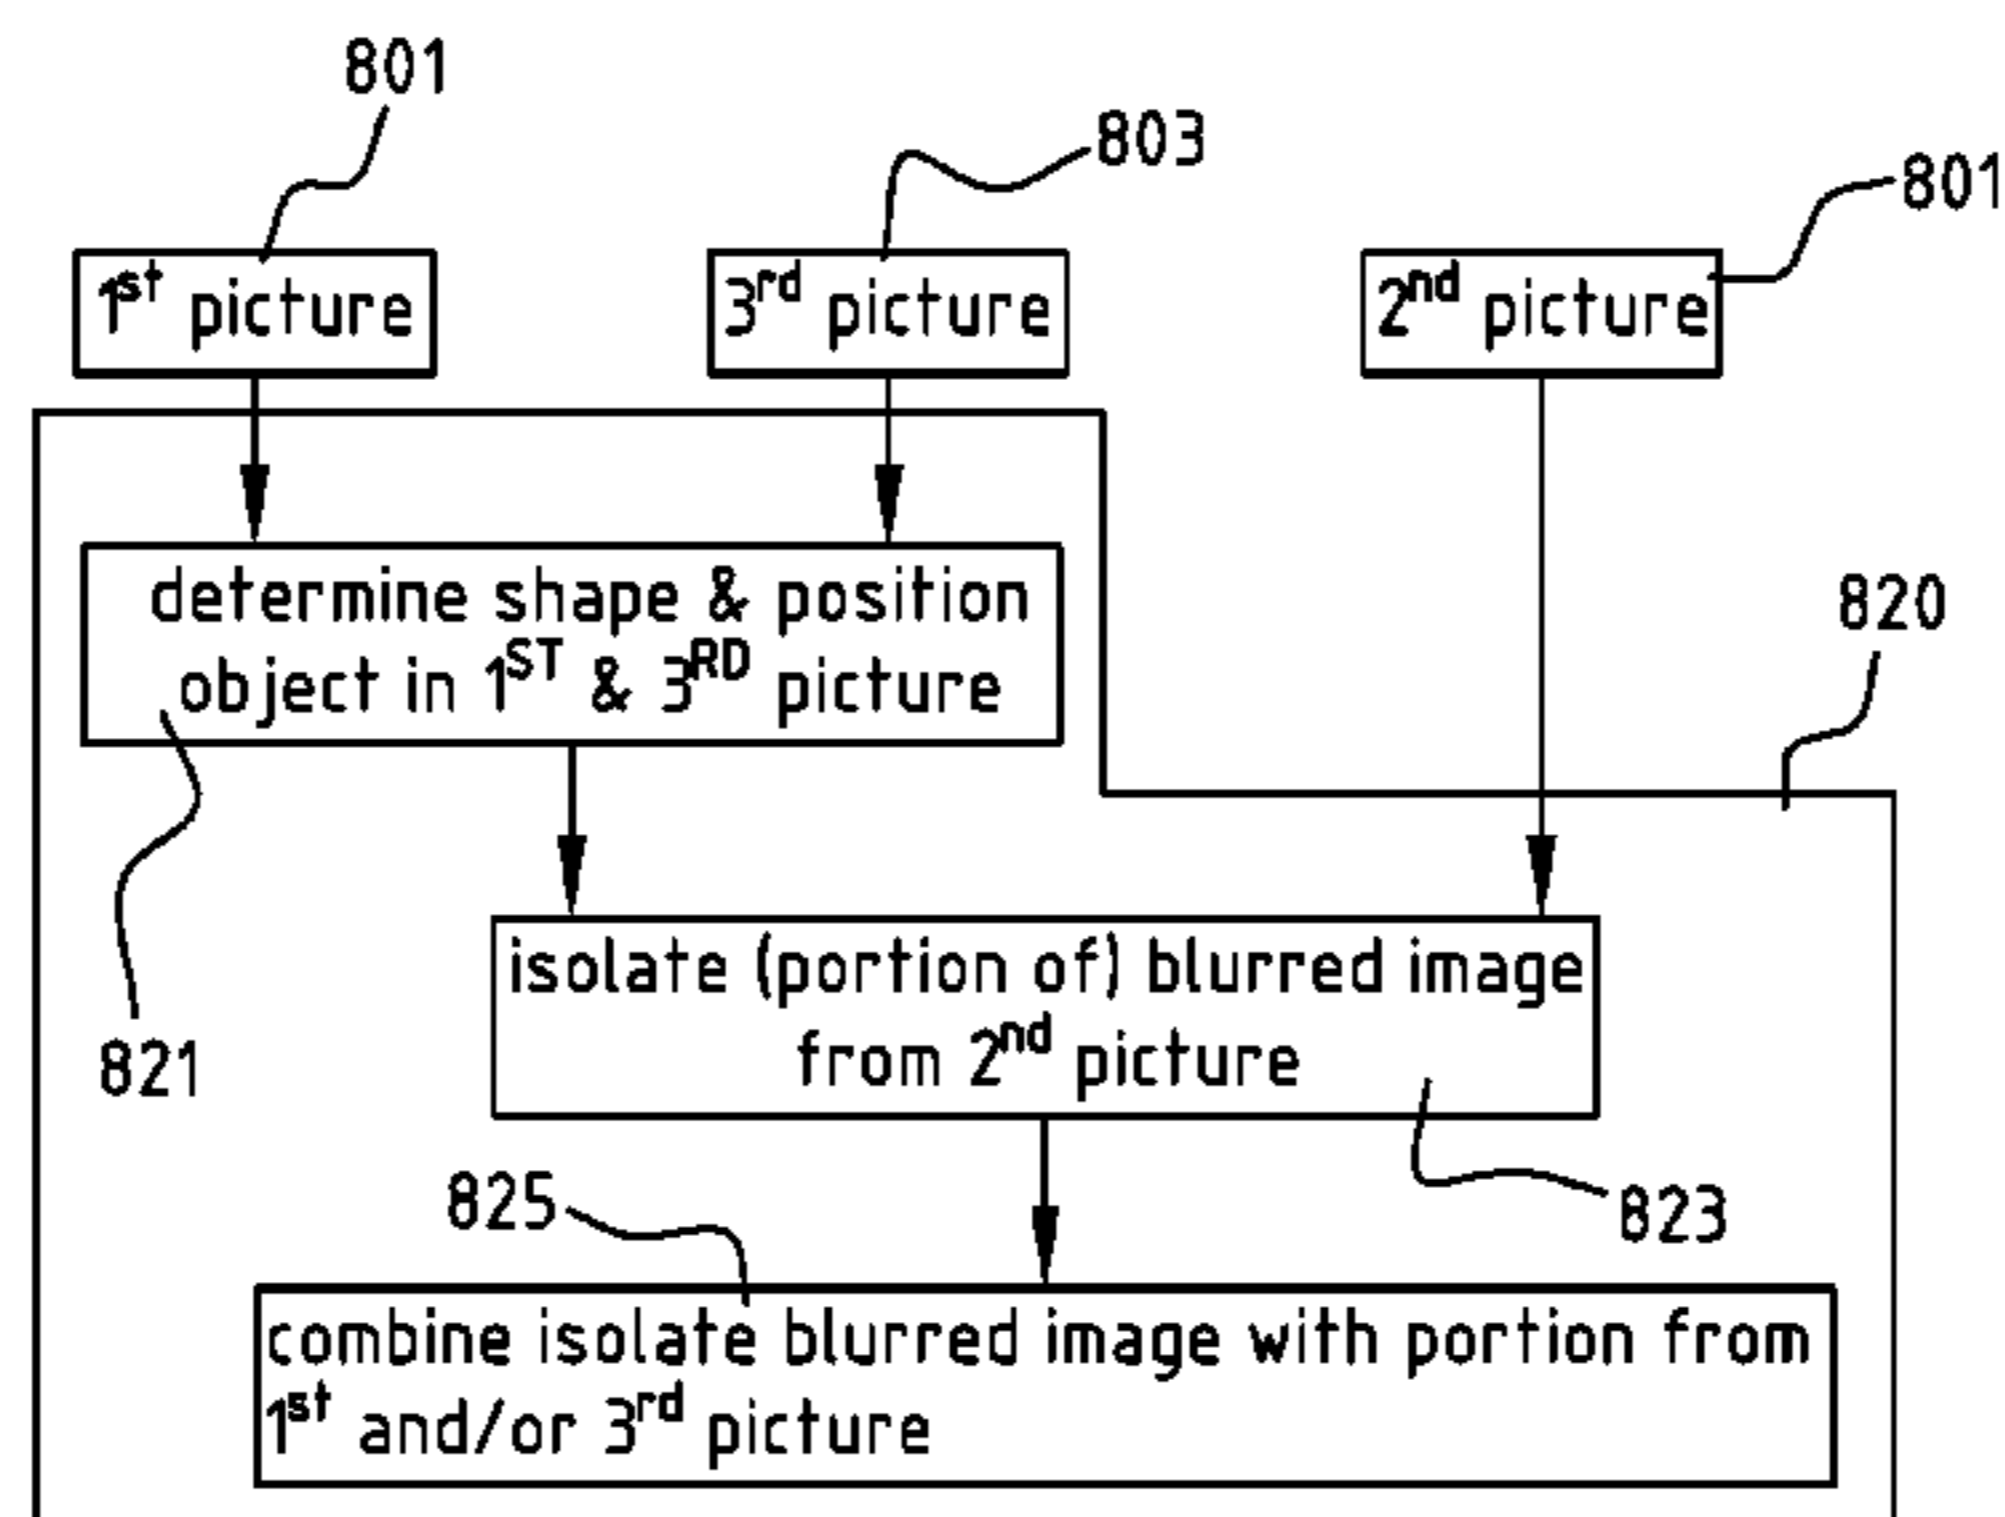 801
803
801
1st picture
3rd picture
2nd picture
determine shape & position
object in 1ST & 3RD picture
820
isolate (portion of) blurred image
from 2nd picture
821
825
823
combine isolate blurred image with portion from
1st and/or 3rd picture